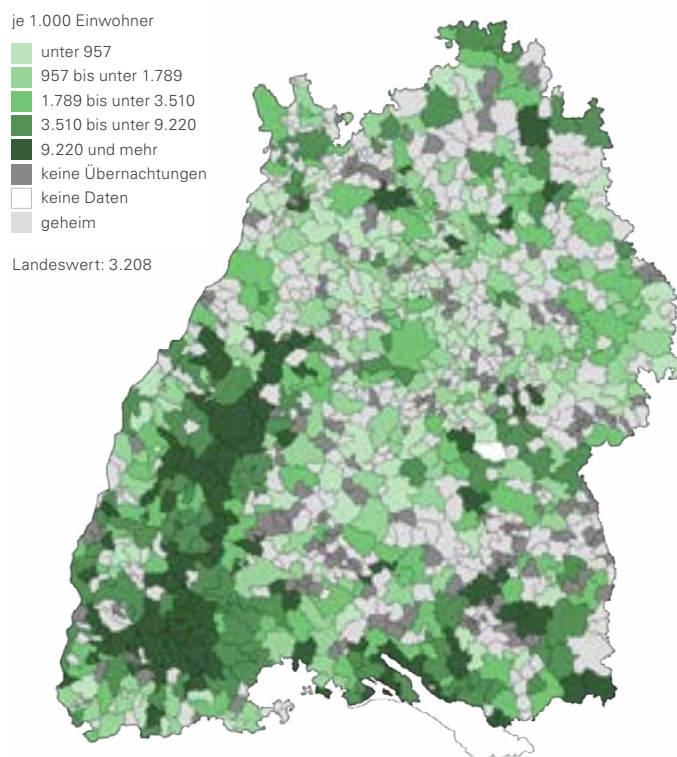 je 1.000 Einwohner
unter 957
957 bis unter 1.789
1.789 bis unter 3.510
3.510 bis unter 9.220
9.220 und mehr
keine Übernachtungen
keine Daten
geheim
Landeswert: 3.208